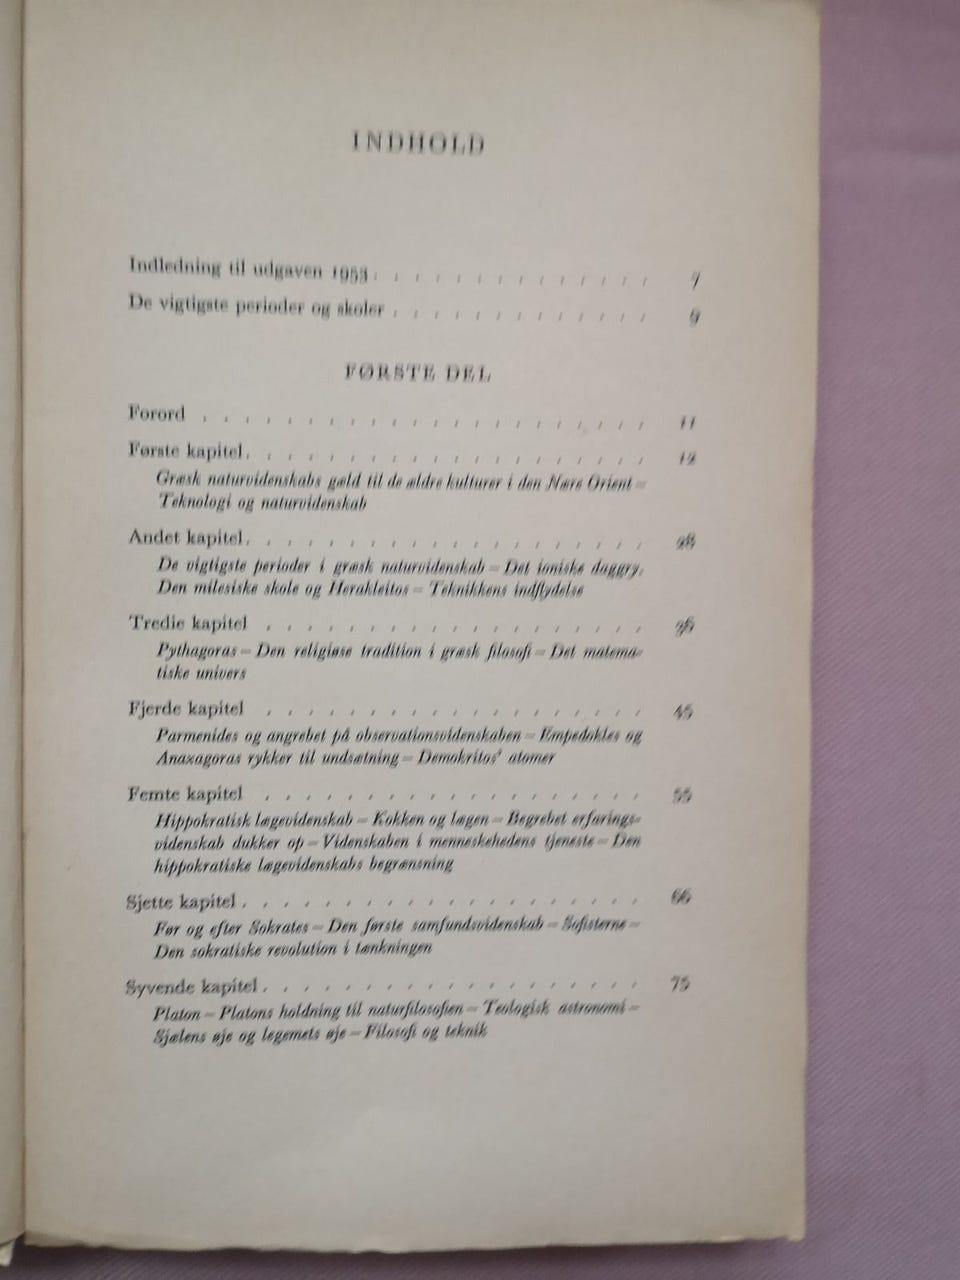 INDHOLD
Indledning til udgaven 1953 . . . . . . . . . . . . . . 7
De vigtigste perioder og skoler . . . . . . . . . . . . . 9
FØRSTE DEL
Forord . . . . . . . . . . . . . . . . . . . . . . 11
Første kapitel . . . . . . . . . . . . . . . . . . . . 12
Græsk naturvidenskabs gæld til de ældre kulturer i den Nære Orient –
Teknologi og naturvidenskab
Andet kapitel . . . . . . . . . . . . . . . . . . . . 28
De vigtigste perioder i græsk naturvidenskab – Det ioniske daggry.
Den milesiske skole og Herakleitos – Teknikkens indflydelse
Tredie kapitel . . . . . . . . . . . . . . . . . . . 36
Pythagoras – Den religiøse tradition i græsk filosofi – Det matema-
tiske univers
Fjerde kapitel . . . . . . . . . . . . . . . . . . . 45
Parmenides og angrebet på observationsvidenskaben – Empedokles og
Anaxagoras rykker til undsætning – Demokritos' atomer
Femte kapitel . . . . . . . . . . . . . . . . . . . 55
Hippokratisk lægevidenskab – Kokken og lægen – Begrebet erfarings-
videnskab dukker op – Videnskaben i menneskehedens tjeneste – Den
hippokratiske lægevidenskabs begrænsning
Sjette kapitel . . . . . . . . . . . . . . . . . . . . 66
Før og efter Sokrates – Den første samfundsvidenskab – Sofisterne –
Den sokratiske revolution i tænkningen
Syvende kapitel . . . . . . . . . . . . . . . . . . . 75
Platon – Platons holdning til naturfilosofien – Teologisk astronomi –
Sjælens øje og legemets øje – Filosofi og teknik